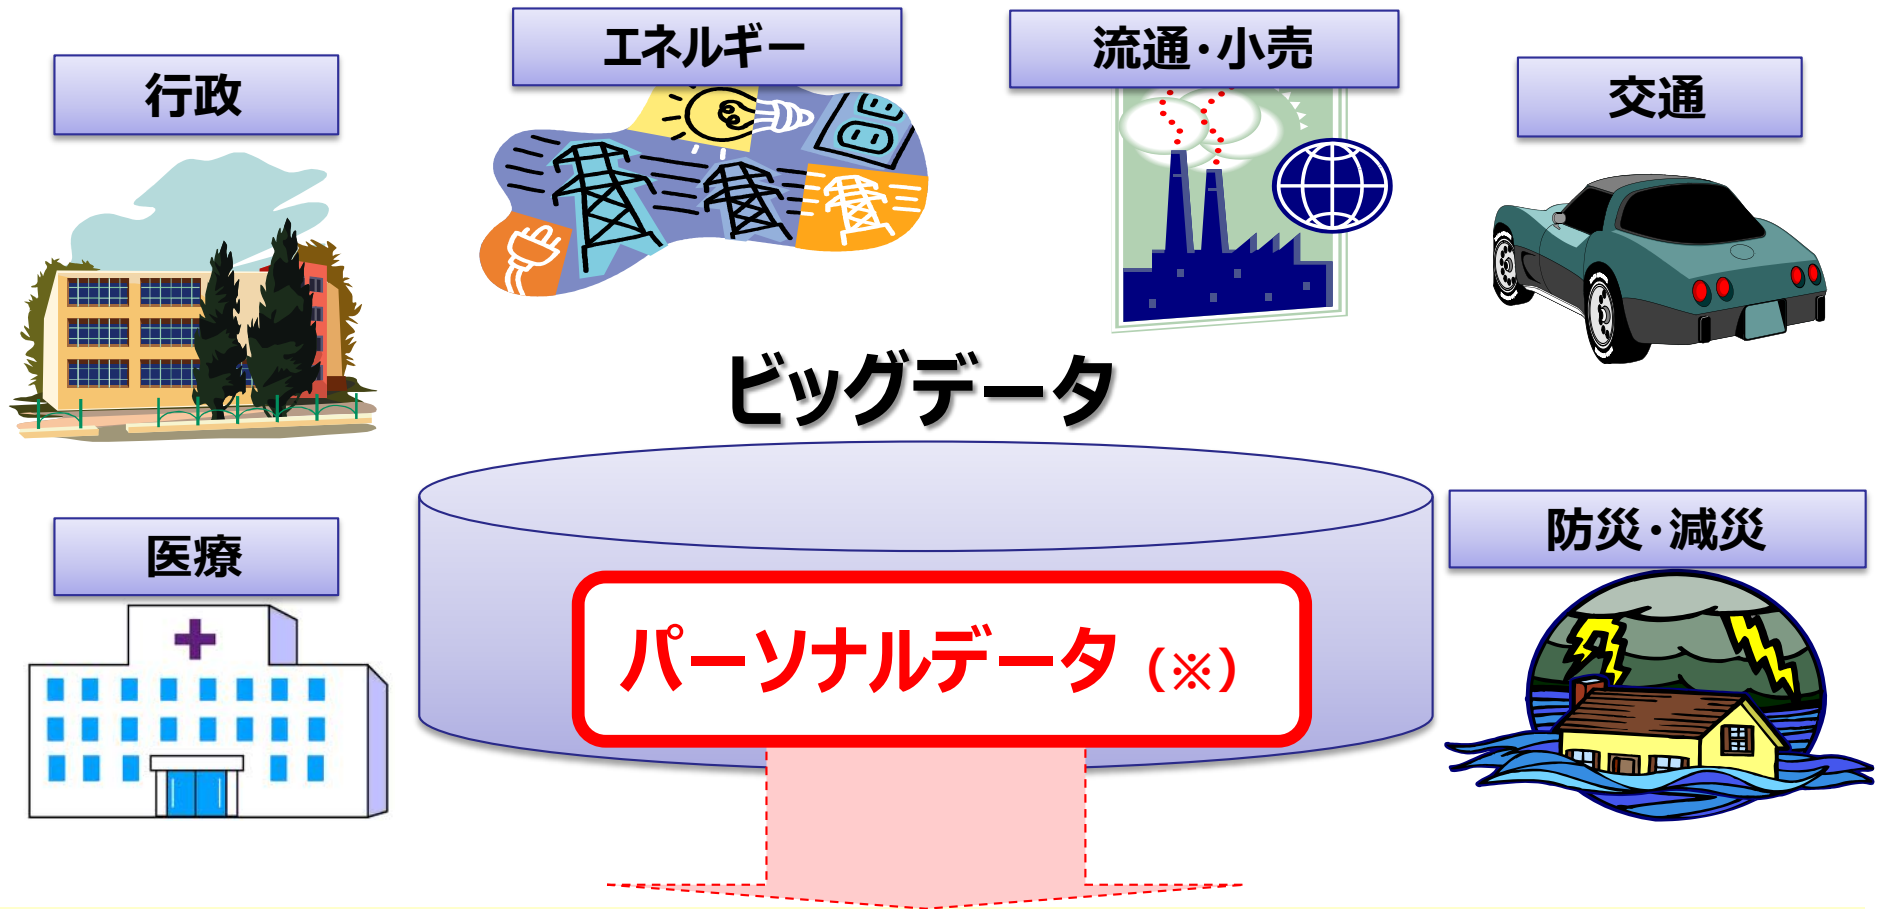 行政
エネルギー
流通・小売
交通
ビッグデータ
医療
防災・減災
パーソナルデータ（※）